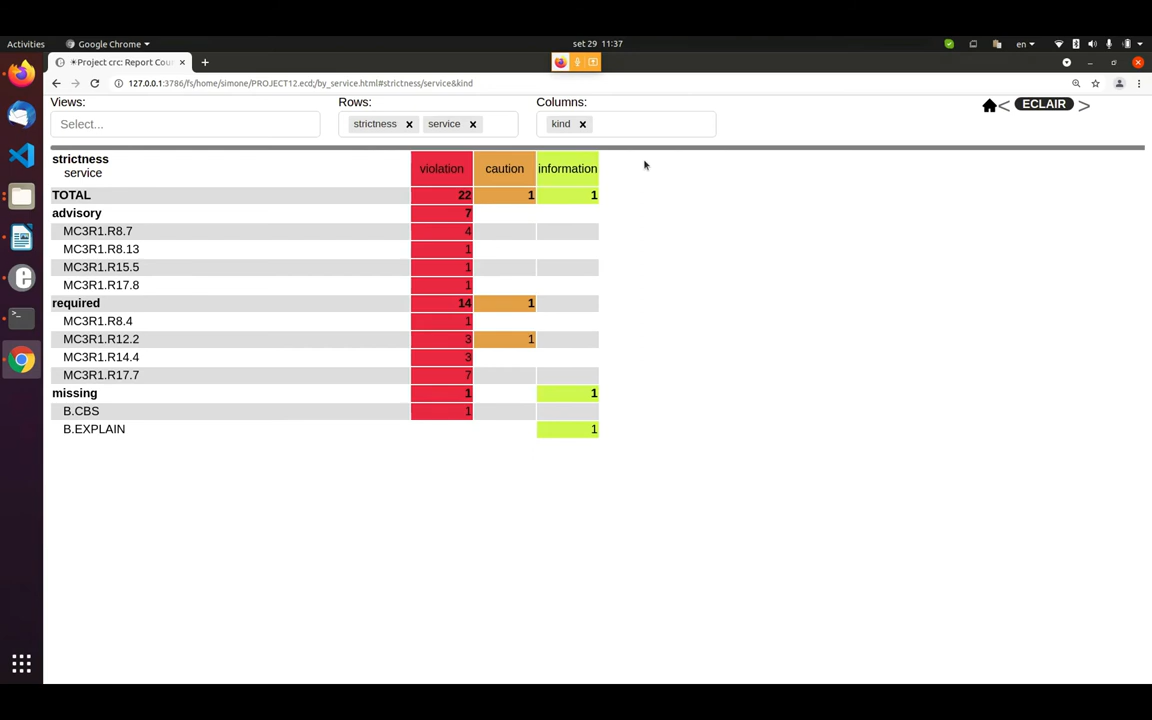 Activities Google Chrome set 29 11:37 en
*Project crc: Report Cou
127.0.0.1:3786/fs/home/simone/PROJECT12.ecd;/by_service.html#strictness/service&kind
Views: Rows: Columns:
Select... strictness service kind
ECLAIR
strictness
service
violation caution information
TOTAL 22 1 1
advisory 7
MC3R1.R8.7 4
MC3R1.R8.13 1
MC3R1.R15.5 1
MC3R1.R17.8 1
required 14 1
MC3R1.R8.4 1
MC3R1.R12.2 3 1
MC3R1.R14.4 3
MC3R1.R17.7 7
missing 1 1
B.CBS 1
B.EXPLAIN 1